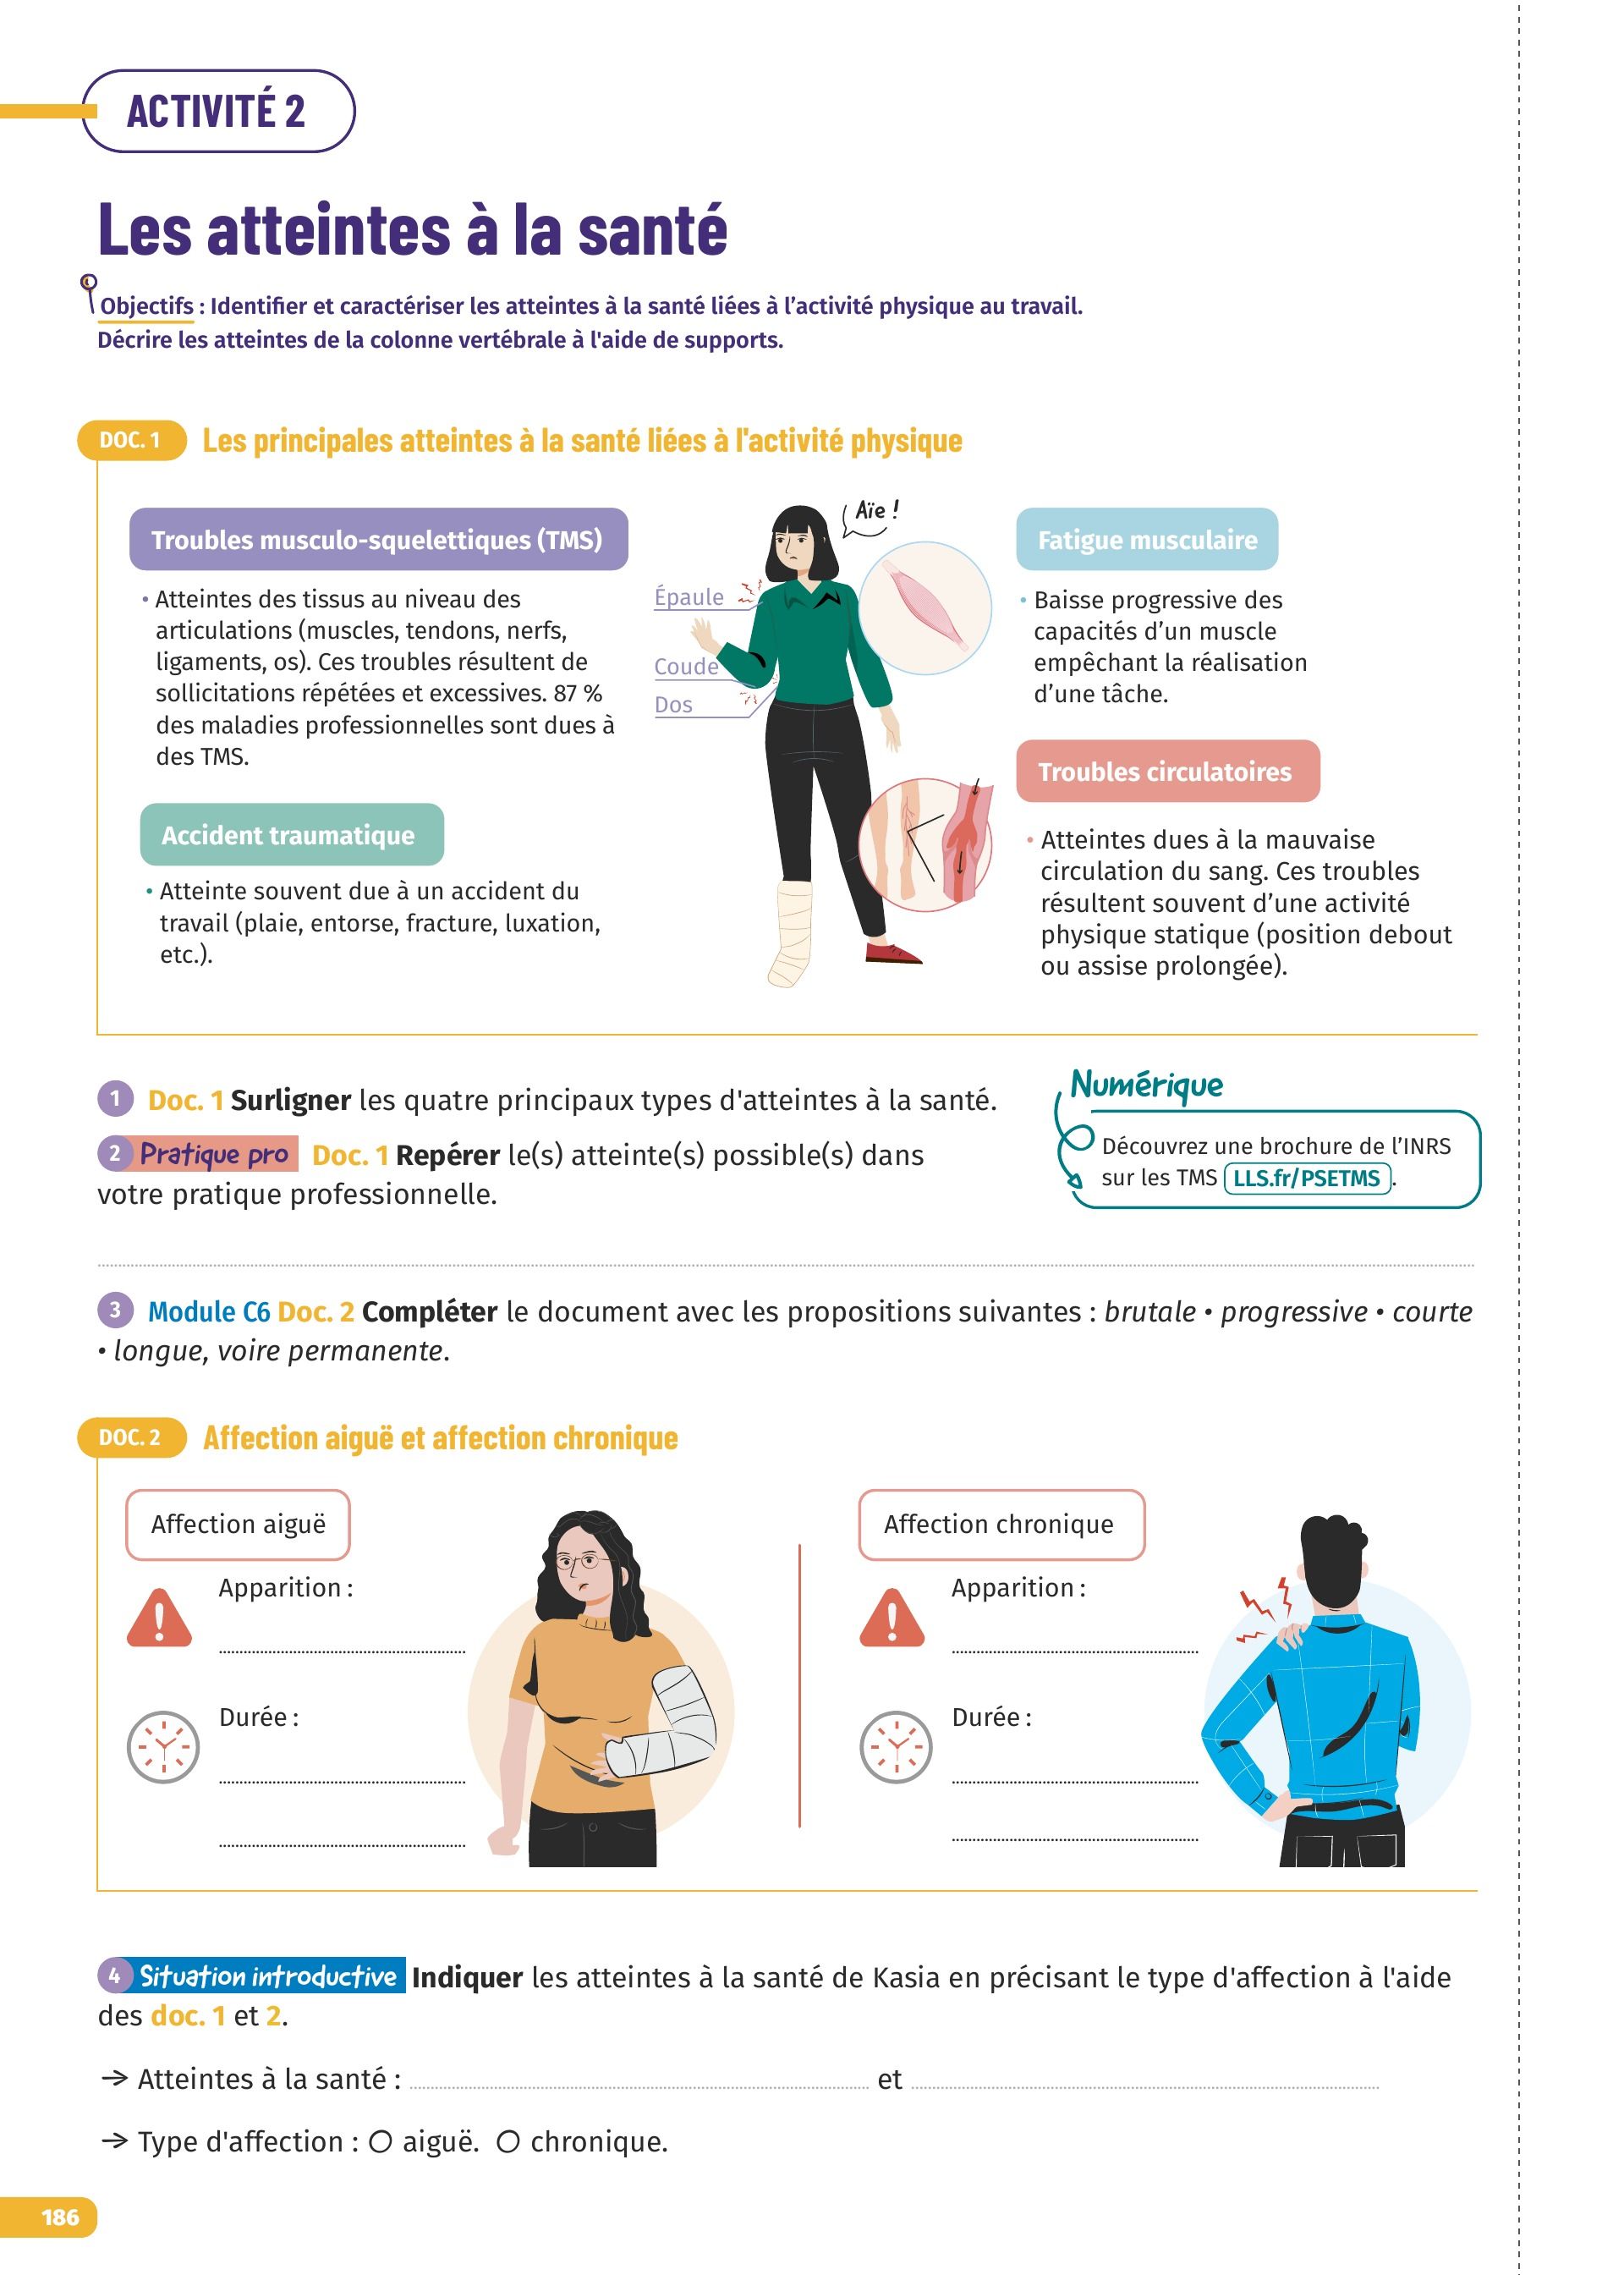 ACTIVITÉ 2
Les atteintes à la santé
Objectifs : Identifier et caractériser les atteintes à la santé liées à l’activité physique au travail.
Décrire les atteintes de la colonne vertébrale à l'aide de supports.
DOC. 1 Les principales atteintes à la santé liées à l'activité physique
Troubles musculo-squelettiques (TMS)
• Atteintes des tissus au niveau des
articulations (muscles, tendons, nerfs,
ligaments, os). Ces troubles résultent de
sollicitations répétées et excessives. 87 %
des maladies professionnelles sont dues à
des TMS.
Accident traumatique
• Atteinte souvent due à un accident du
travail (plaie, entorse, fracture, luxation,
etc.).
Aïe !
Épaule
Coude
Dos
Fatigue musculaire
• Baisse progressive des
capacités d’un muscle
empêchant la réalisation
d’une tâche.
Troubles circulatoires
• Atteintes dues à la mauvaise
circulation du sang. Ces troubles
résultent souvent d’une activité
physique statique (position debout
ou assise prolongée).
1 Doc. 1 Surligner les quatre principaux types d'atteintes à la santé.
2 Pratique pro Doc. 1 Repérer le(s) atteinte(s) possible(s) dans
votre pratique professionnelle.
Numérique
Découvrez une brochure de l’INRS
sur les TMS LLS.fr/PSETMS.
3 Module C6 Doc. 2 Compléter le document avec les propositions suivantes : brutale • progressive • courte
• longue, voire permanente.
DOC. 2 Affection aiguë et affection chronique
Affection aiguë
Apparition :
Durée :
Affection chronique
Apparition :
Durée :
4 Situation introductive Indiquer les atteintes à la santé de Kasia en précisant le type d'affection à l'aide
des doc. 1 et 2.
→ Atteintes à la santé : et
→ Type d'affection : O aiguë. O chronique.
186